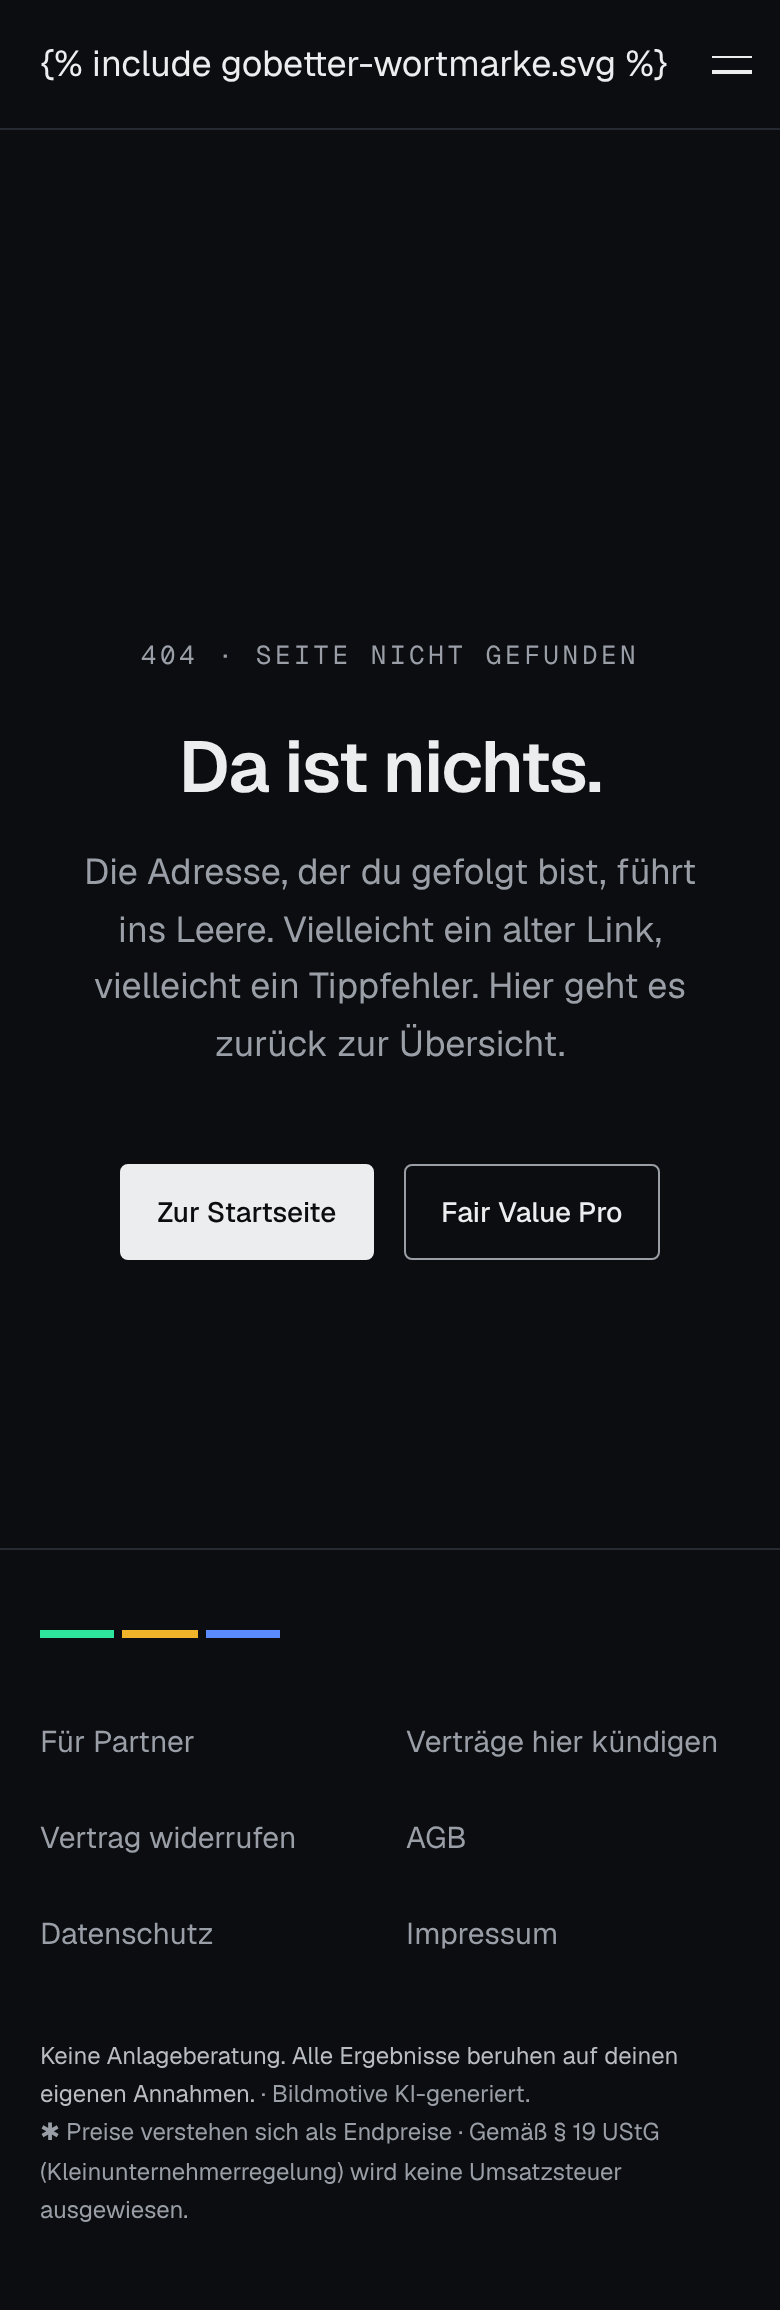 {% include gobetter-wortmarke.svg %}
404 · SEITE NICHT GEFUNDEN
Da ist nichts.
Die Adresse, der du gefolgt bist, führt
ins Leere. Vielleicht ein alter Link,
vielleicht ein Tippfehler. Hier geht es
zurück zur Übersicht.
Zur Startseite
Fair Value Pro
Für Partner
Verträge hier kündigen
Vertrag widerrufen
AGB
Datenschutz
Impressum
Keine Anlageberatung. Alle Ergebnisse beruhen auf deinen
eigenen Annahmen. · Bildmotive KI-generiert.
✱ Preise verstehen sich als Endpreise · Gemäß § 19 UStG
(Kleinunternehmerregelung) wird keine Umsatzsteuer
ausgewiesen.